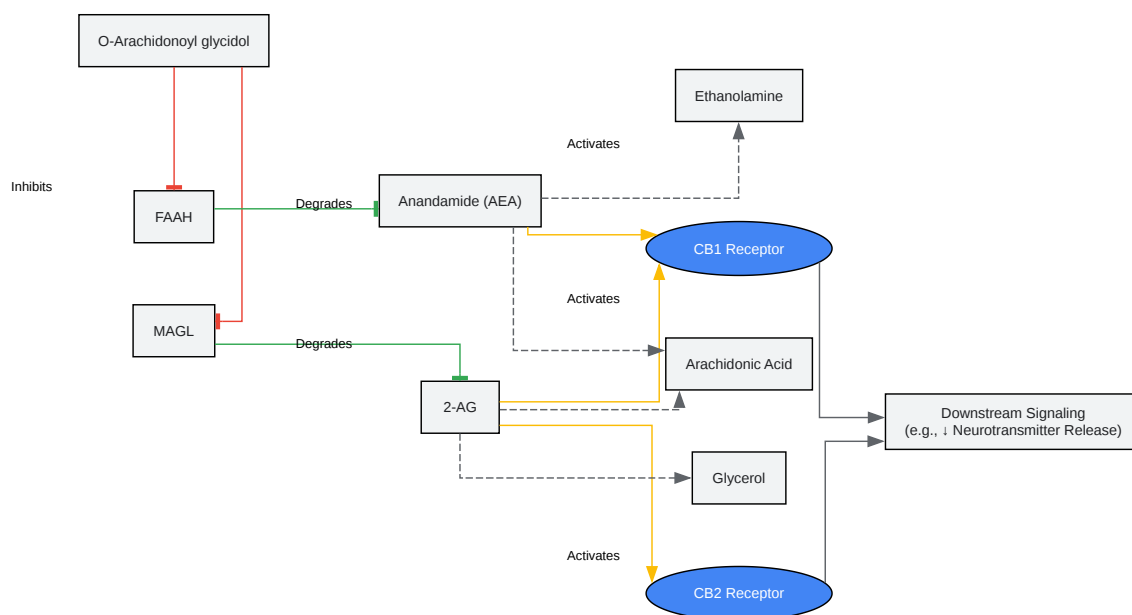 O-Arachidonoyl glycidol
Ethanolamine
Activates
Inhibits
Degrades
Anandamide (AEA)
FAAH
CB1 Receptor
Activates
MAGL
Degrades
Arachidonic Acid
2-AG
Downstream Signaling
(e.g., ↓ Neurotransmitter Release)
Glycerol
Activates
CB2 Receptor